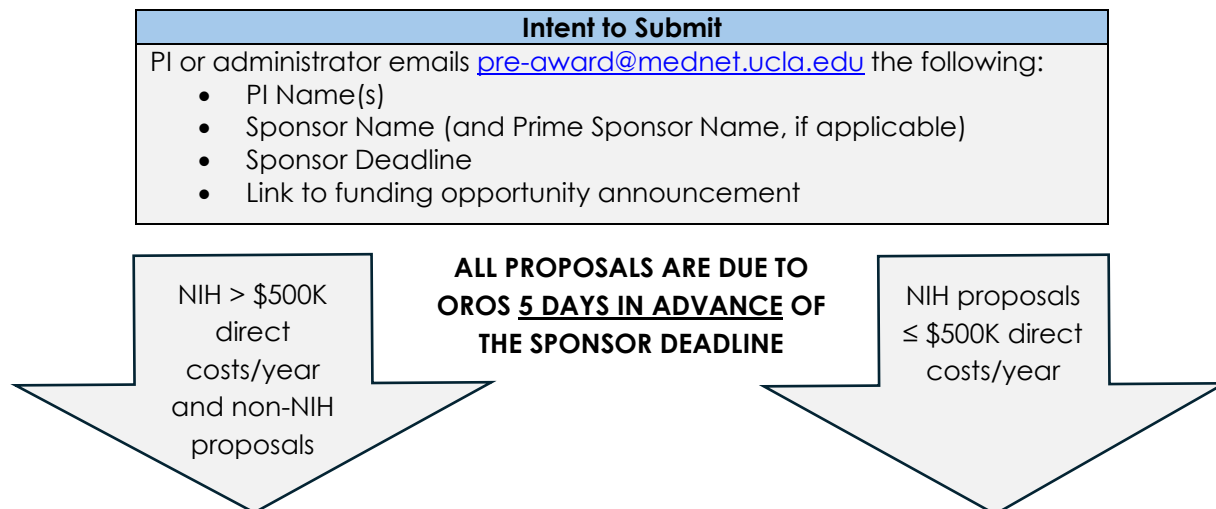 Intent to Submit
PI or administrator emails pre-award@mednet.ucla.edu the following:
• PI Name(s)
• Sponsor Name (and Prime Sponsor Name, if applicable)
• Sponsor Deadline
• Link to funding opportunity announcement
NIH > $500K
direct
costs/year
and non-NIH
proposals
ALL PROPOSALS ARE DUE TO
OROS 5 DAYS IN ADVANCE OF
THE SPONSOR DEADLINE
NIH proposals
≤ $500K direct
costs/year